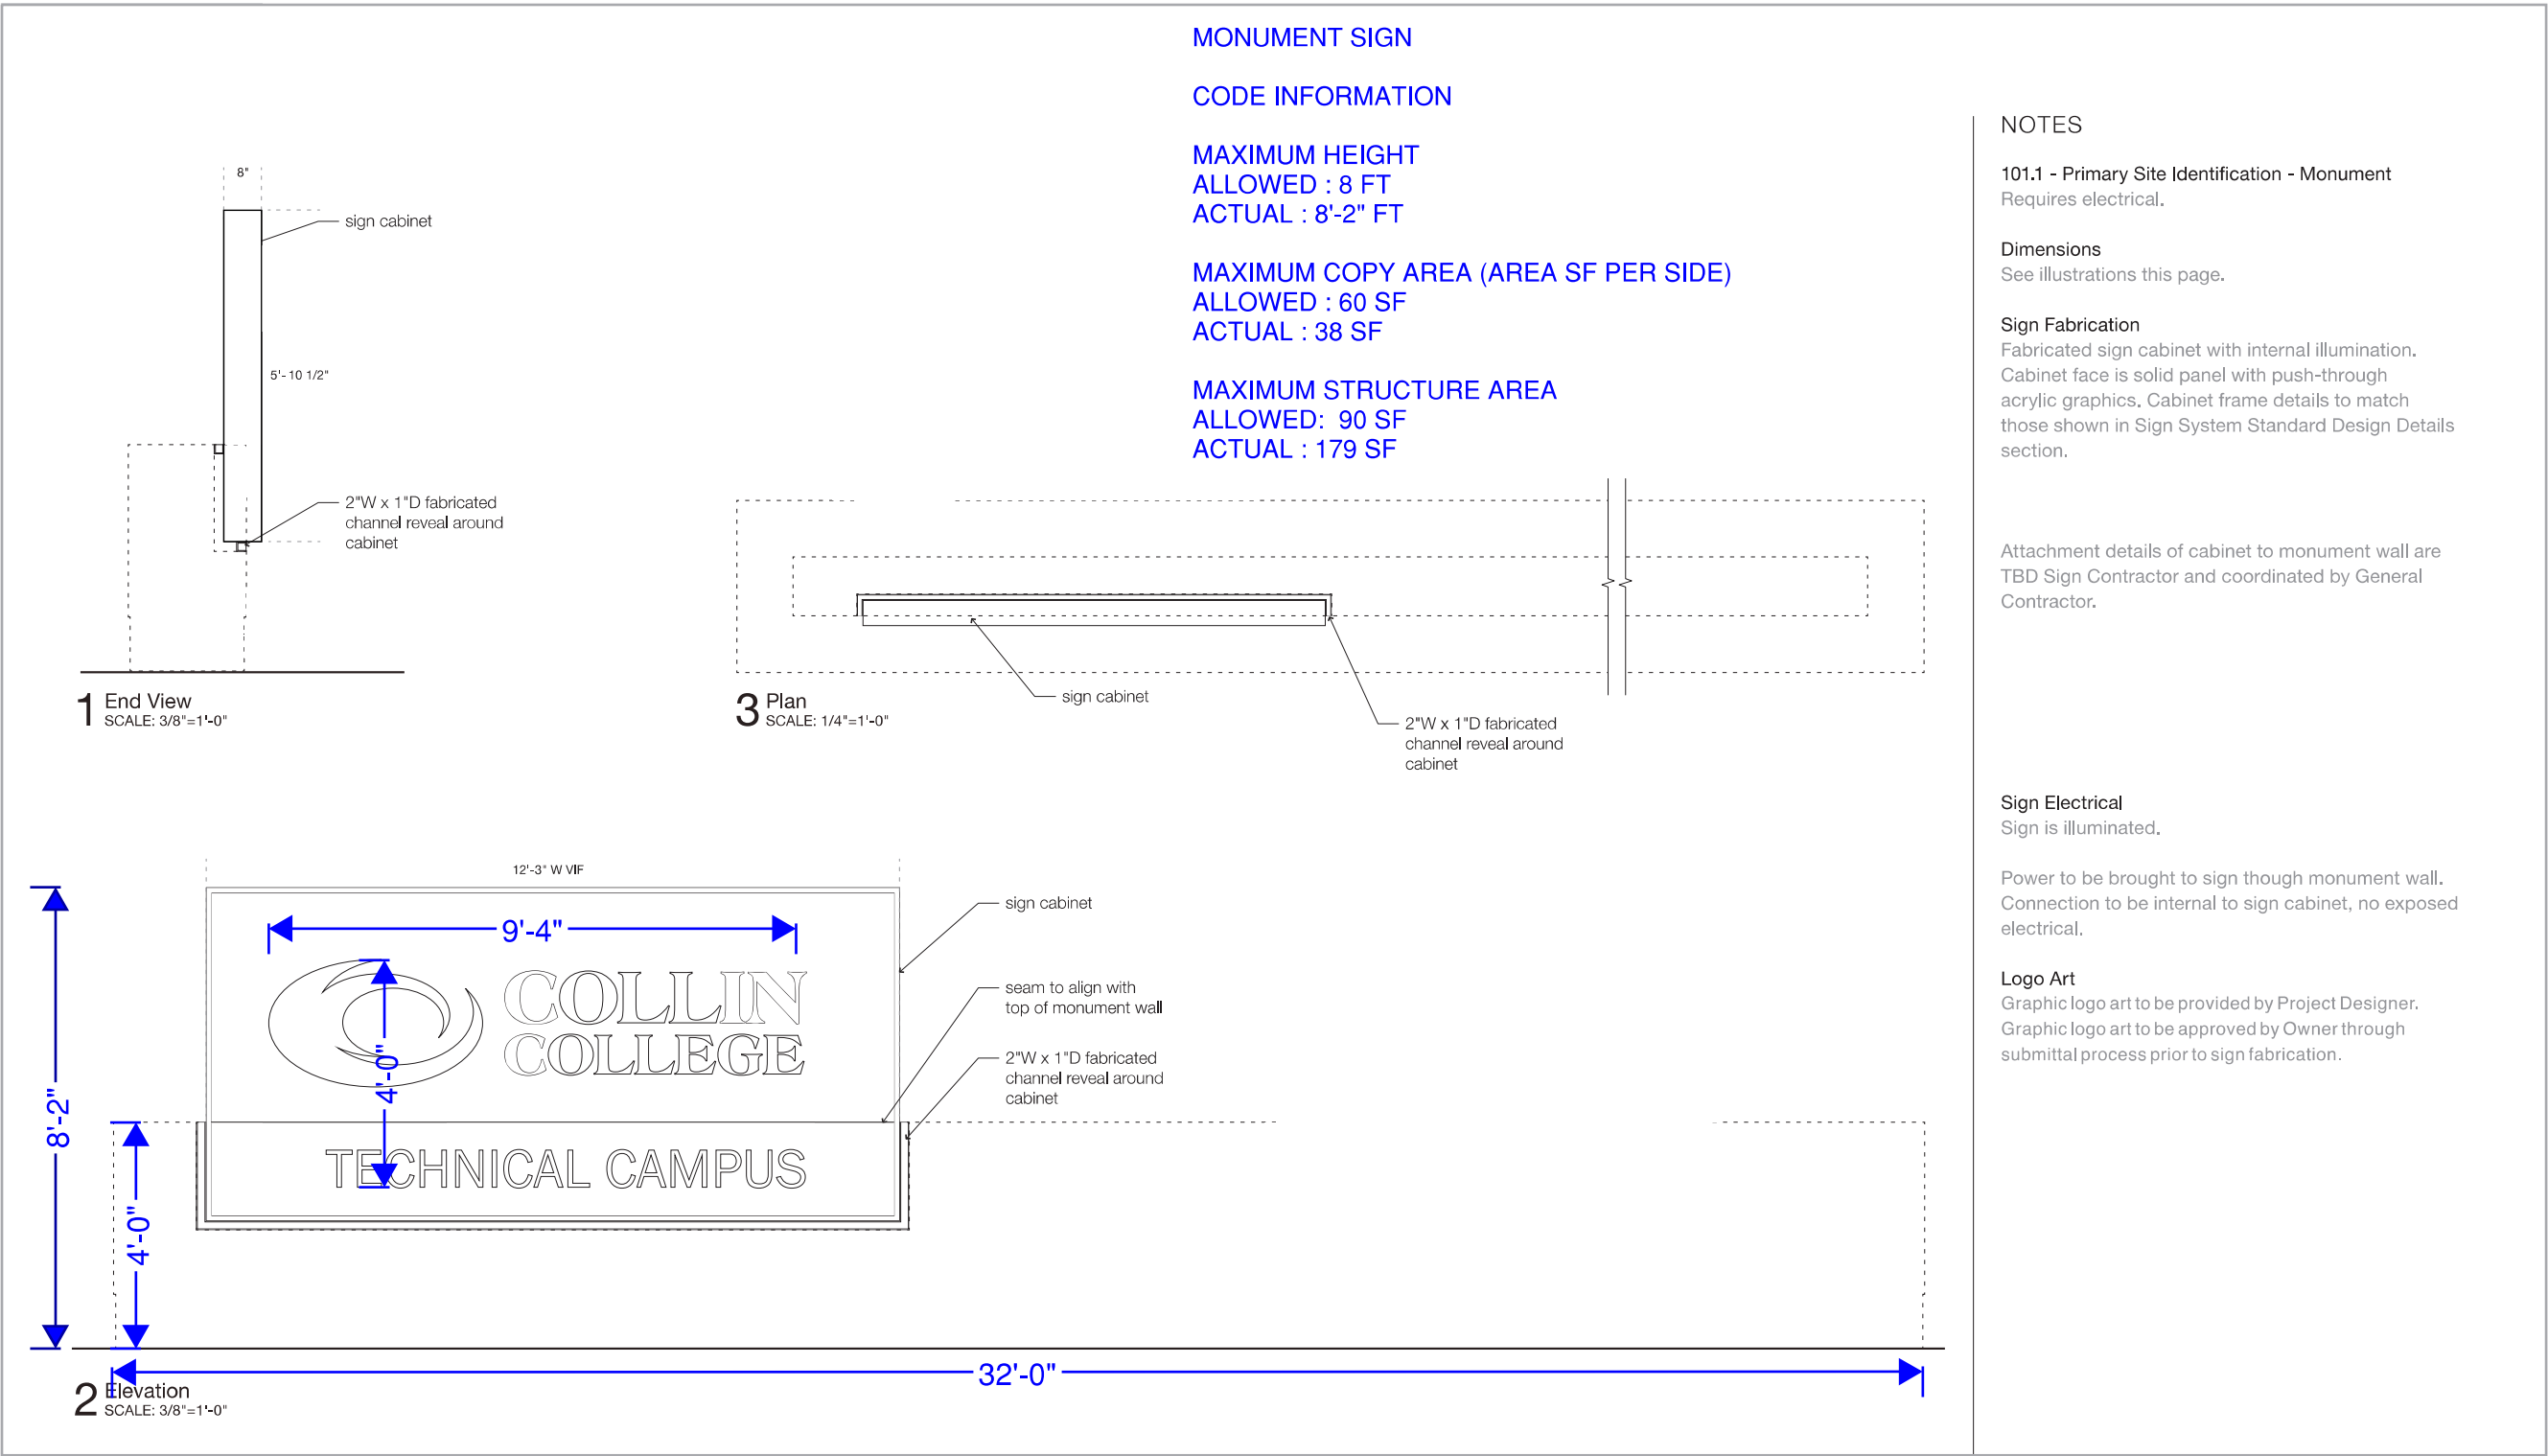 MONUMENT SIGN
CODE INFORMATION
MAXIMUM HEIGHT
ALLOWED : 8 FT
ACTUAL : 8'-2" FT
MAXIMUM COPY AREA (AREA SF PER SIDE)
ALLOWED : 60 SF
ACTUAL : 38 SF
MAXIMUM STRUCTURE AREA
ALLOWED: 90 SF
ACTUAL : 179 SF
8"
sign cabinet
5'-10 1/2"
2"W x 1"D fabricated
channel reveal around
cabinet
1 End View
SCALE: 3/8"=1'-0"
sign cabinet
2"W x 1"D fabricated
channel reveal around
cabinet
3 Plan
SCALE: 1/4"=1'-0"
12'-3" W VIF
9'-4"
sign cabinet
COLLIN
COLLEGE
4'-0"
seam to align with
top of monument wall
2"W x 1"D fabricated
channel reveal around
cabinet
8'-2"
TECHNICAL CAMPUS
4'-0"
32'-0"
2 Elevation
SCALE: 3/8"=1'-0"
NOTES
101.1 - Primary Site Identification - Monument
Requires electrical.
Dimensions
See illustrations this page.
Sign Fabrication
Fabricated sign cabinet with internal illumination.
Cabinet face is solid panel with push-through
acrylic graphics. Cabinet frame details to match
those shown in Sign System Standard Design Details
section.
Attachment details of cabinet to monument wall are
TBD Sign Contractor and coordinated by General
Contractor.
Sign Electrical
Sign is illuminated.
Power to be brought to sign though monument wall.
Connection to be internal to sign cabinet, no exposed
electrical.
Logo Art
Graphic logo art to be provided by Project Designer.
Graphic logo art to be approved by Owner through
submittal process prior to sign fabrication.